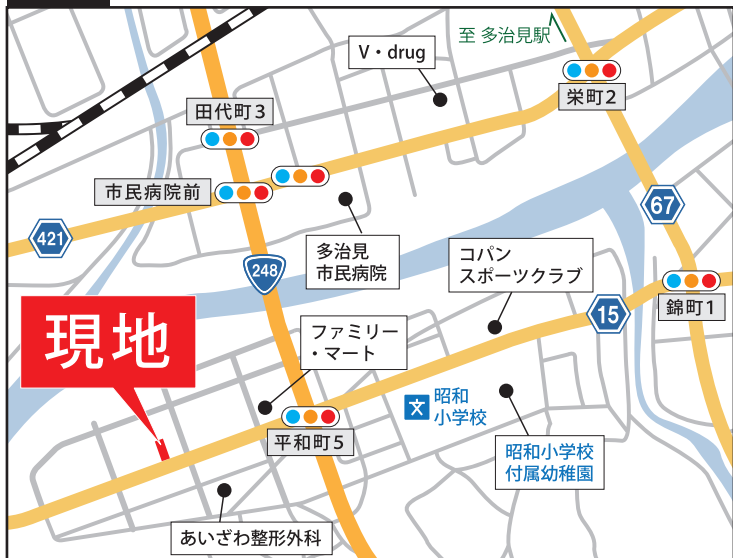 至 多治見駅
V・drug
栄町2
田代町3
市民病院前
67
421
多治見
市民病院
248
コパン
スポーツクラブ
15
錦町1
現地
ファミリー
・マート
文
昭和
小学校
平和町5
昭和小学校
付属幼稚園
あいざわ整形外科